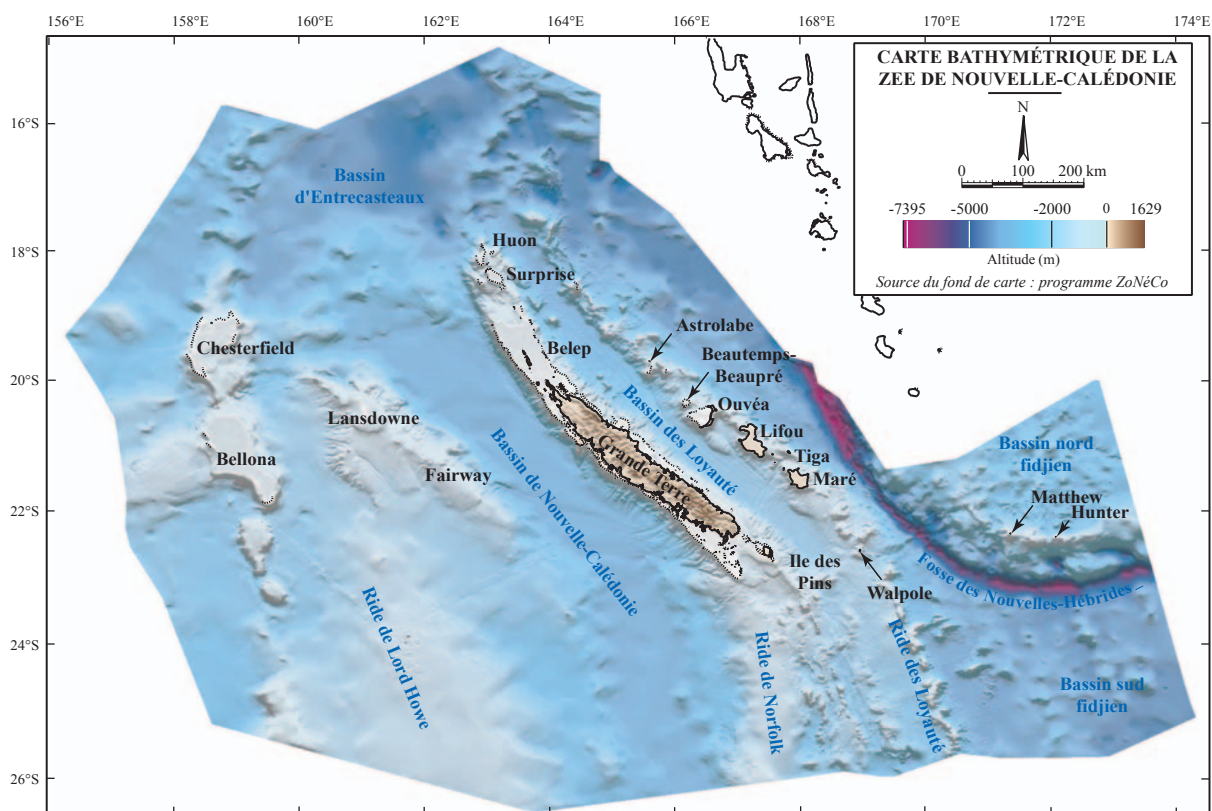 156°E 158°E 160°E 162°E 164°E 166°E 168°E 170°E 172°E 174°E
CARTE BATHYMÉTRIQUE DE LA
ZEE DE NOUVELLE-CALÉDONIE
N
0 100 200 km
-7395 -5000 -2000 0 1629
Altitude (m)
Source du fond de carte : programme ZoNéCo
16°S
18°S
20°S
22°S
24°S
26°S
Bassin
d'Entrecasteaux
Huon
Surprise
Chesterfield
Belep
Astrolabe
Beautemps-
Beaupré
Ouvéa
Lansdowne
Lifou
Bassin des Loyauté
Tiga
Maré
Bellona
Fairway
Grande Terre
Bassin nord
fidjien
Matthew
Hunter
Bassin de Nouvelle-Calédonie
Ile des
Pins
Walpole
Fosse des Nouvelles-Hébrides –
Ride de Lord Howe
Ride de Norfolk
Ride des Loyauté
Bassin sud
fidjien